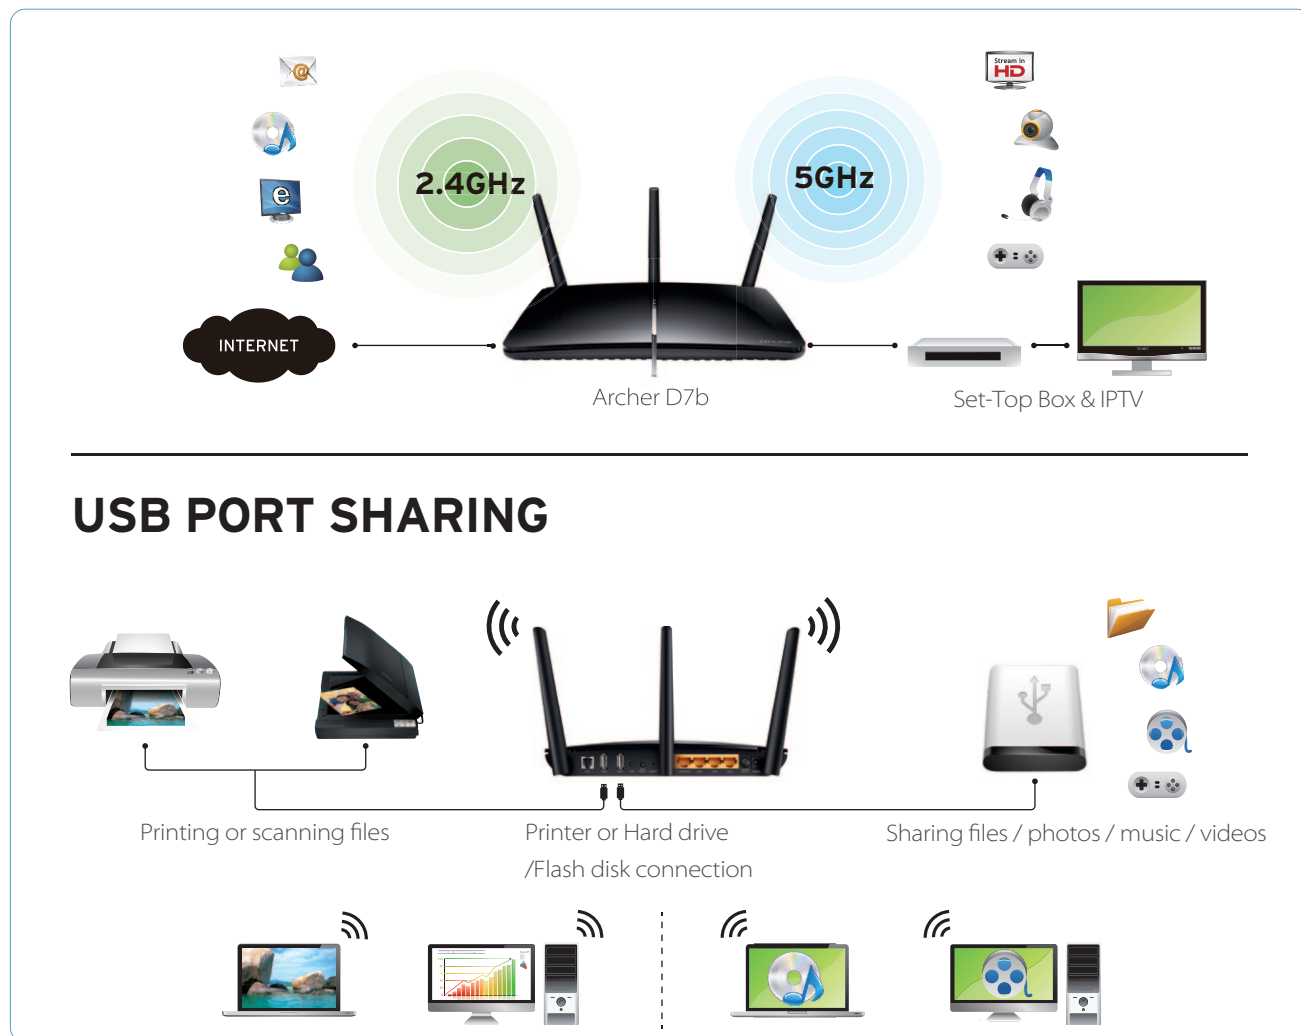 Stream in
HD
2.4GHz
5GHz
INTERNET
Archer D7b
Set-Top Box & IPTV
USB PORT SHARING
Printing or scanning files
Printer or Hard drive
/Flash disk connection
Sharing files / photos / music / videos